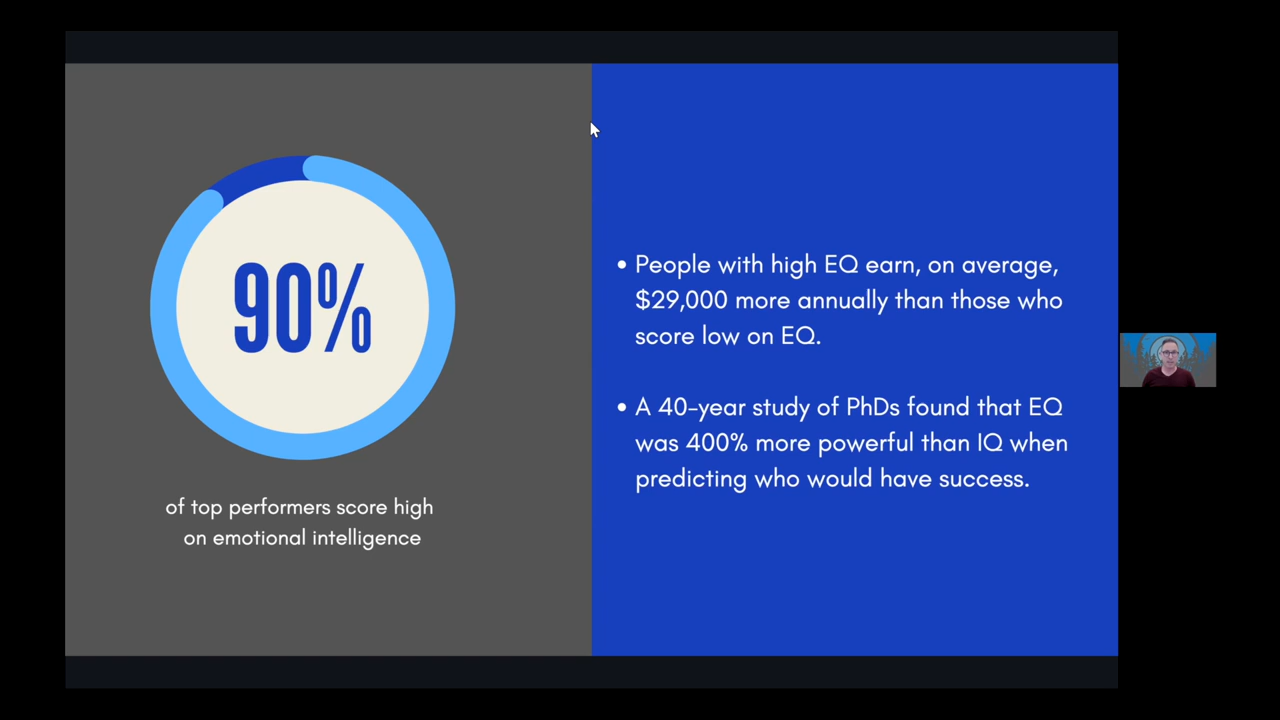 90%
of top performers score high
on emotional intelligence
• People with high EQ earn, on average,
$29,000 more annually than those who
score low on EQ.
• A 40-year study of PhDs found that EQ
was 400% more powerful than IQ when
predicting who would have success.